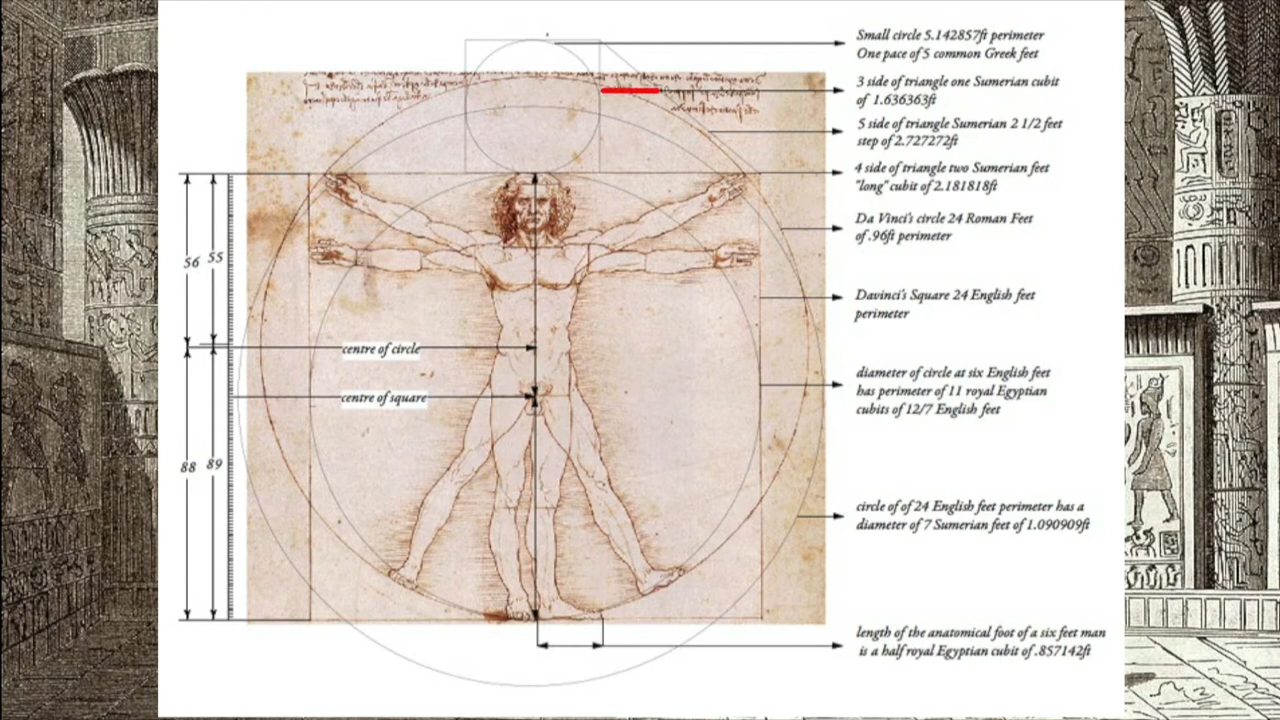 Small circle 5.142857ft perimeter
One pace of 5 common Greek feet
3 side of triangle one Sumerian cubit
of 1.636363ft
5 side of triangle Sumerian 2 1/2 feet
step of 2.727272ft
4 side of triangle two Sumerian feet
"long" cubit of 2.181818ft
Da Vinci's circle 24 Roman Feet
of .96ft perimeter
Davinci's Square 24 English feet
perimeter
diameter of circle at six English feet
has perimeter of 11 royal Egyptian
cubits of 12/7 English feet
circle of of 24 English feet perimeter has a
diameter of 7 Sumerian feet of 1.090909ft
length of the anatomical foot of a six feet man
is a half royal Egyptian cubit of .857142ft
56 55
centre of circle
centre of square
88 89